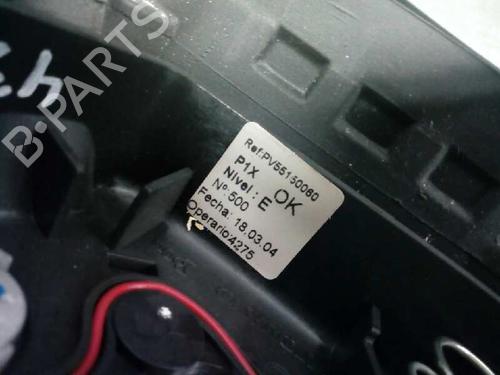 Ref:PV55150060
P1X
OK
Nivel : E
Nº:500
Fecha: 18.03.04
Operario:4275
B-PARTS